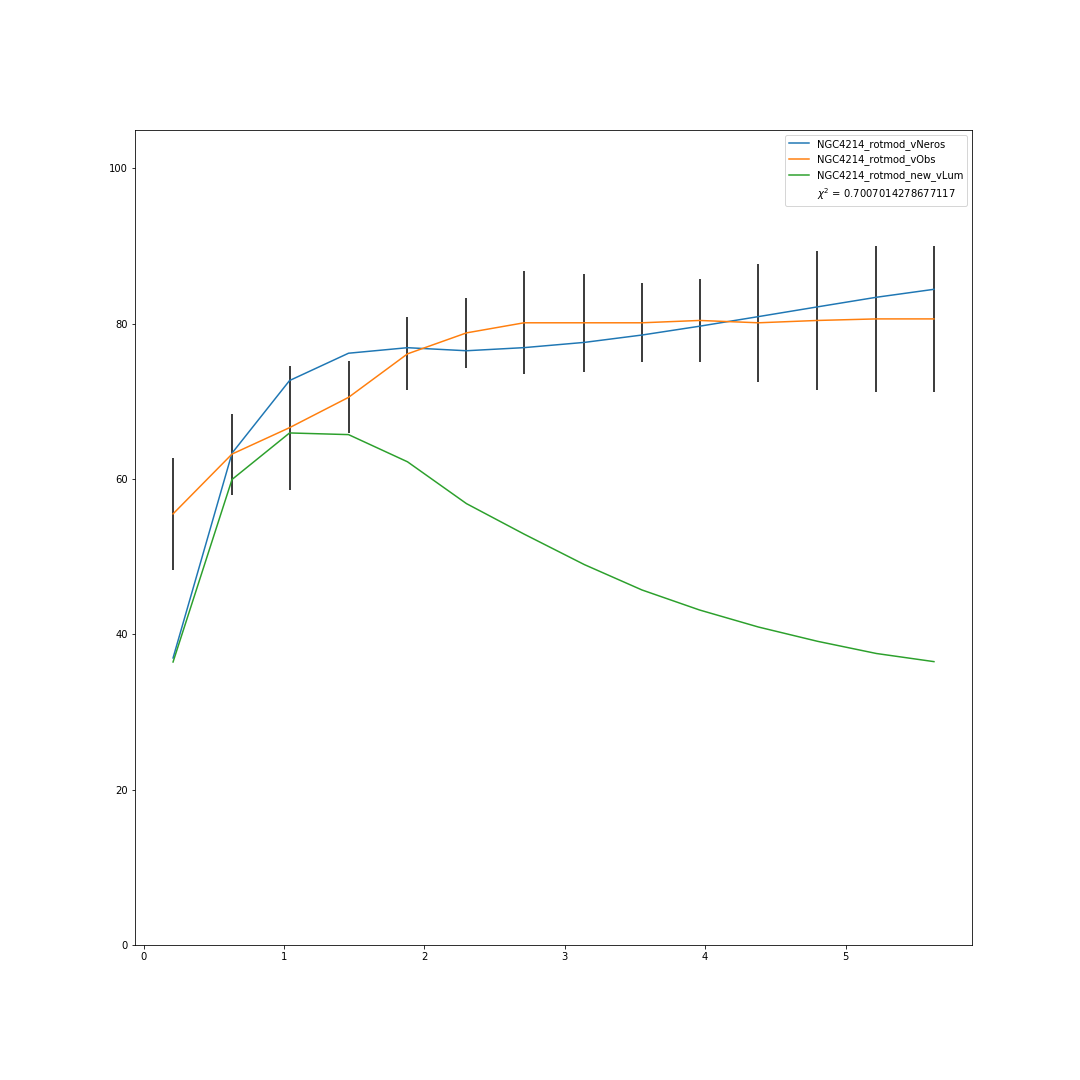 NGC4214_rotmod_vNeros
NGC4214_rotmod_vObs
NGC4214_rotmod_new_vLum
χ² = 0.7007014278677117
100
80
60
40
20
0
0 1 2 3 4 5